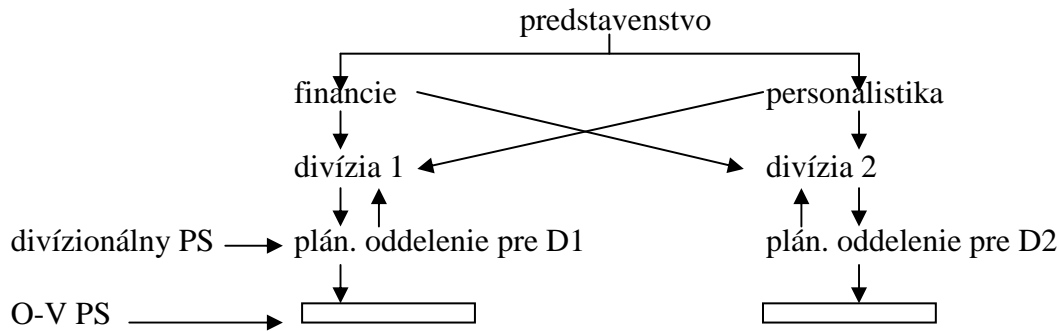 predstavenstvo
financie personalistika
divízia 1 divízia 2
divízionálny PS plán. oddelenie pre D1 plán. oddelenie pre D2
O-V PS